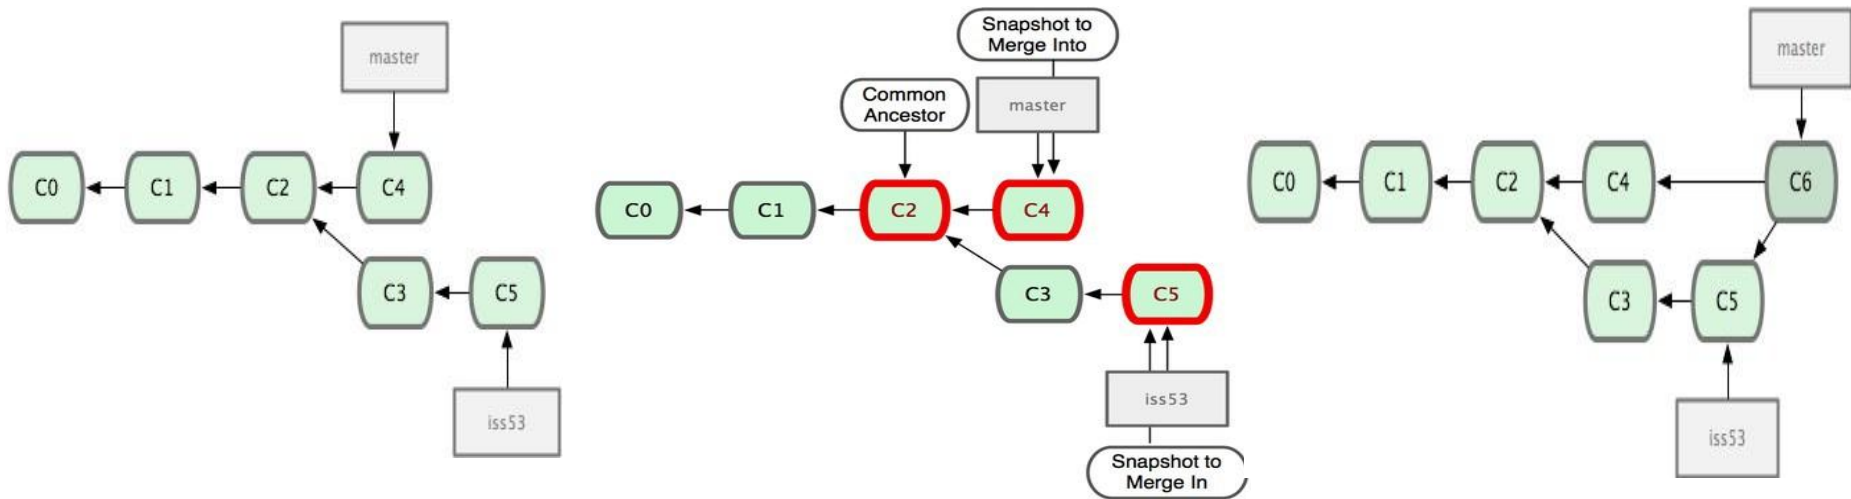 master
C0
C1
C2
C4
C3
C5
iss53
Snapshot to
Merge Into
Common
Ancestor
master
C0
C1
C2
C4
C3
C5
iss53
Snapshot to
Merge In
master
C0
C1
C2
C4
C6
C3
C5
iss53